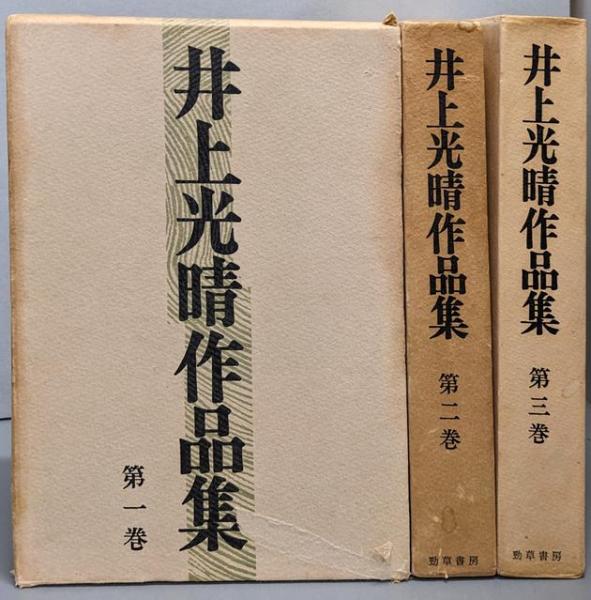 井上光晴作品集
第一巻
井上光晴作品集
第二巻
勁草書房
井上光晴作品集
第三巻
勁草書房